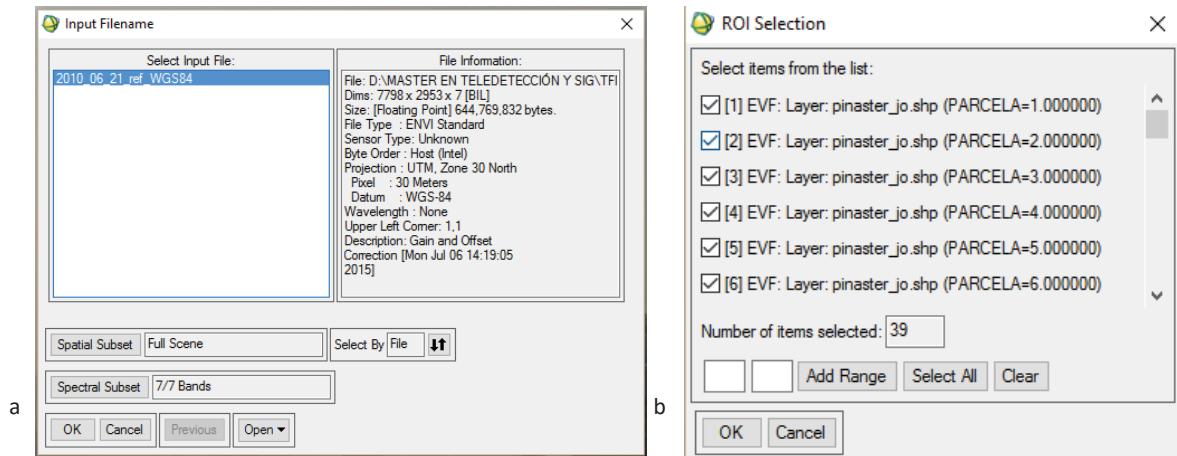 Input Filename
Select Input File:
2010_06_21_ref_WGS84
File Information:
File: D:\MASTER EN TELEDETECCIÓN Y SIG\TFI
Dims: 7798 x 2953 x 7 [BIL]
Size: [Floating Point] 644,769,832 bytes.
File Type : ENVI Standard
Sensor Type: Unknown
Byte Order : Host (Intel)
Projection : UTM, Zone 30 North
Pixel : 30 Meters
Datum : WGS-84
Wavelength : None
Upper Left Corner: 1,1
Description: Gain and Offset
Correction [Mon Jul 06 14:19:05
2015]
Spatial Subset Full Scene Select By File
Spectral Subset 7/7 Bands
OK Cancel Previous Open
a
ROI Selection
Select items from the list:
[1] EVF: Layer: pinaster_jo.shp (PARCELA=1.000000)
[2] EVF: Layer: pinaster_jo.shp (PARCELA=2.000000)
[3] EVF: Layer: pinaster_jo.shp (PARCELA=3.000000)
[4] EVF: Layer: pinaster_jo.shp (PARCELA=4.000000)
[5] EVF: Layer: pinaster_jo.shp (PARCELA=5.000000)
[6] EVF: Layer: pinaster_jo.shp (PARCELA=6.000000)
Number of items selected: 39
Add Range Select All Clear
OK Cancel
b